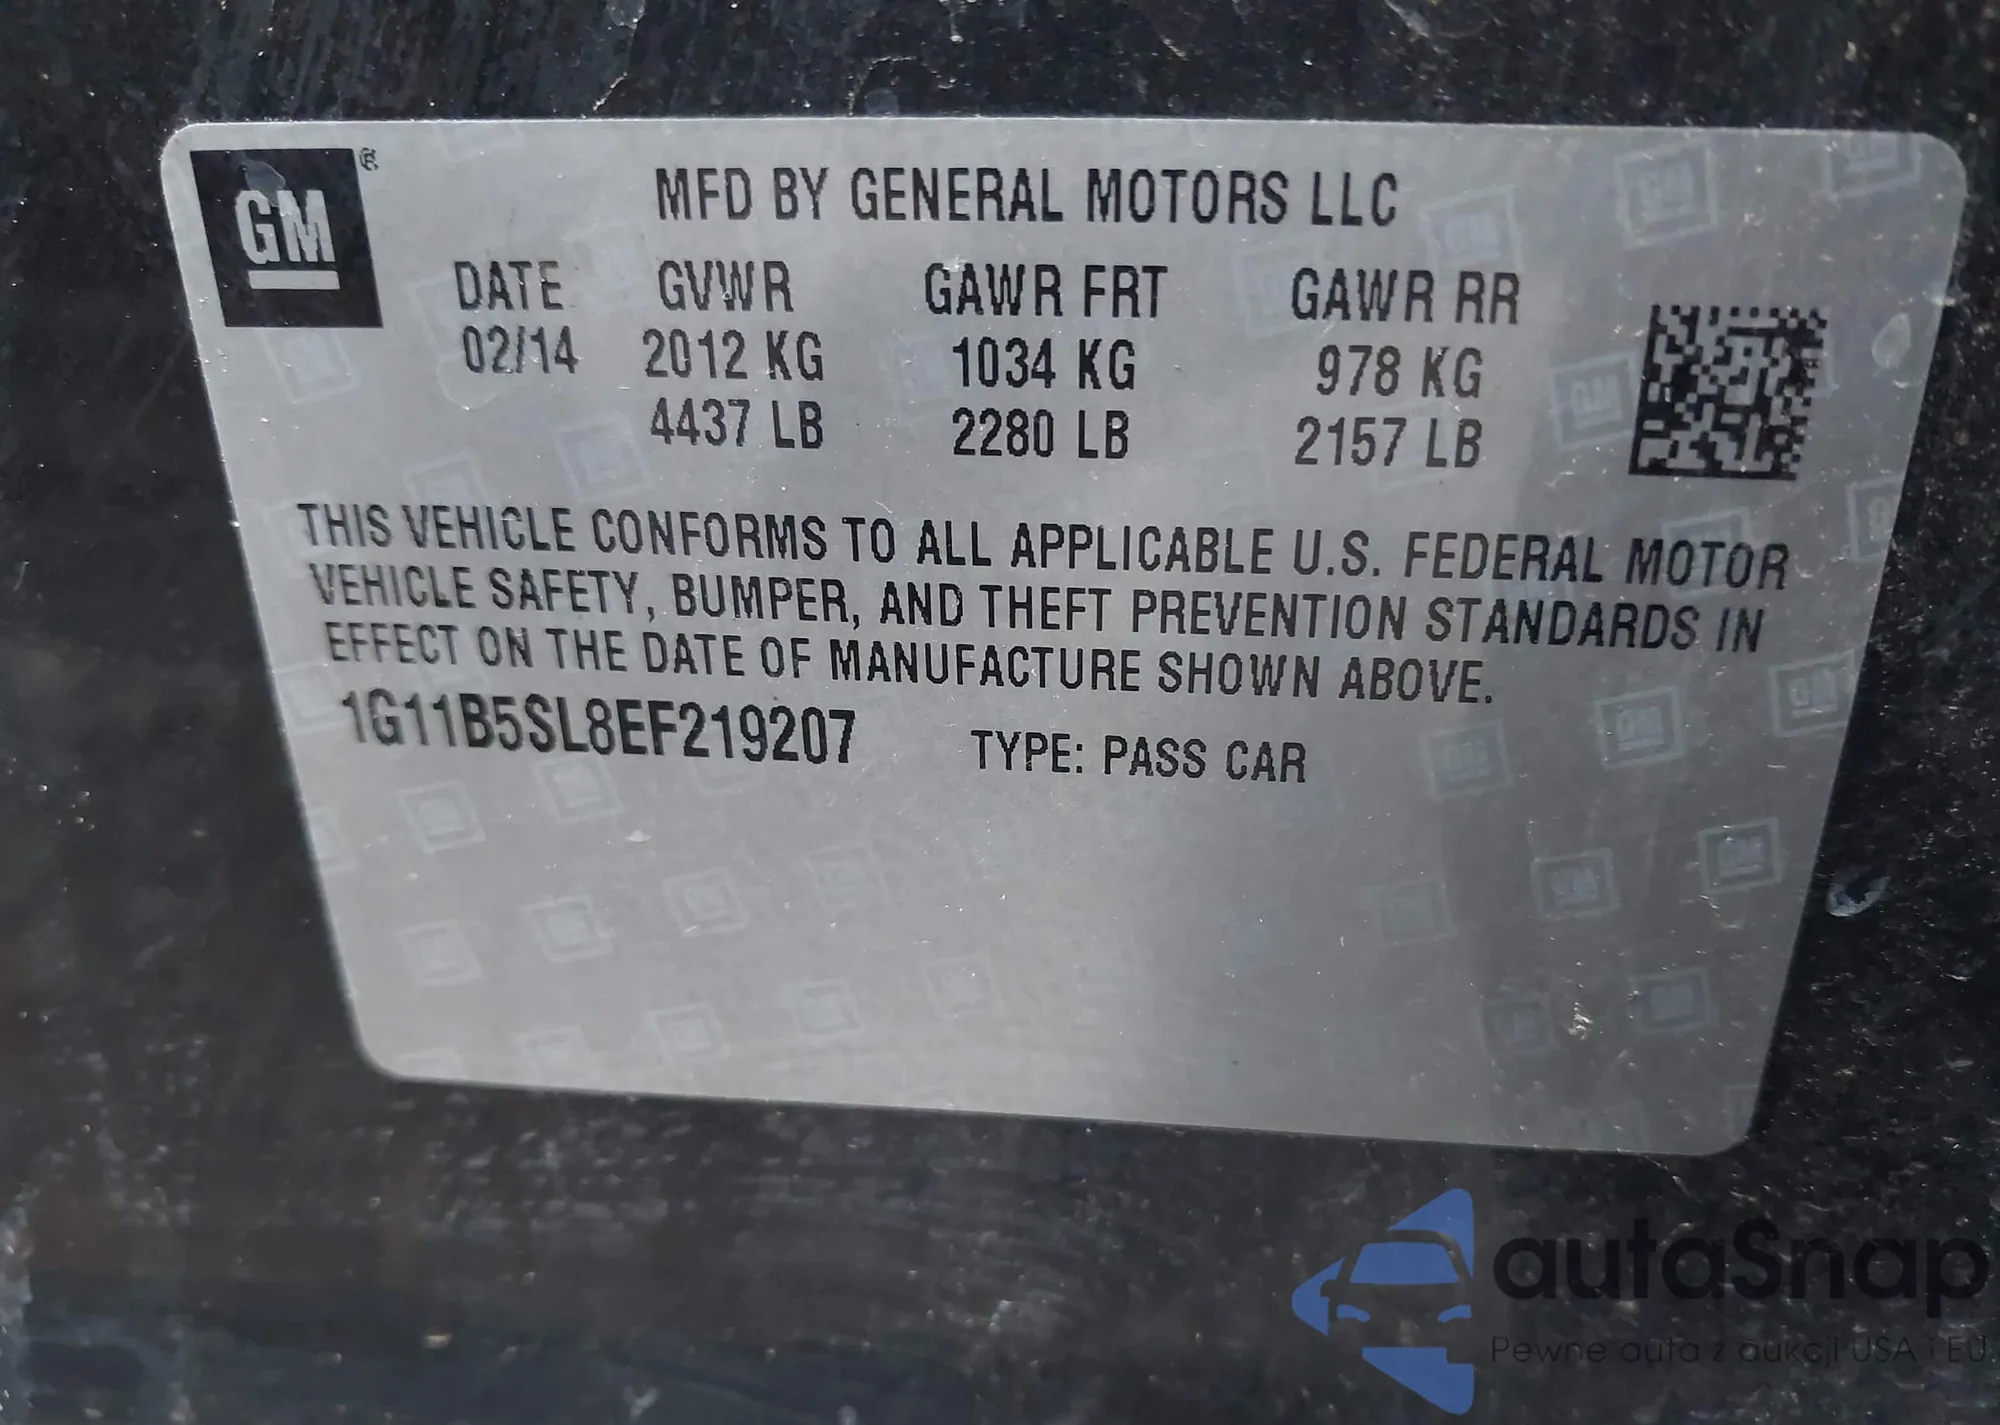 GM ®
MFD BY GENERAL MOTORS LLC
DATE GVWR GAWR FRT GAWR RR
02/14 2012 KG 1034 KG 978 KG
4437 LB 2280 LB 2157 LB
THIS VEHICLE CONFORMS TO ALL APPLICABLE U.S. FEDERAL MOTOR
VEHICLE SAFETY, BUMPER, AND THEFT PREVENTION STANDARDS IN
EFFECT ON THE DATE OF MANUFACTURE SHOWN ABOVE.
1G11B5SL8EF219207 TYPE: PASS CAR
autaSnap
Pewne auta z aukcji USA i EU